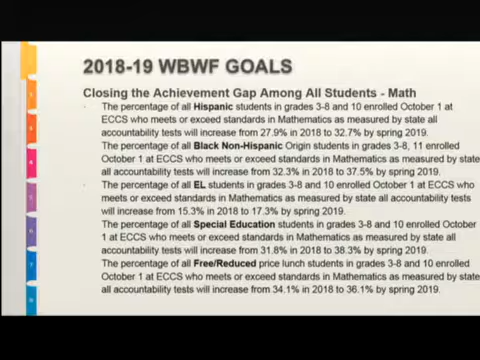 2018-19 WBWF GOALS
Closing the Achievement Gap Among All Students - Math
The percentage of all Hispanic students in grades 3-8 and 10 enrolled October 1 at
ECCS who meets or exceed standards in Mathematics as measured by state all
accountability tests will increase from 27.9% in 2018 to 32.7% by spring 2019.
The percentage of all Black Non-Hispanic Origin students in grades 3-8, 11 enrolled
October 1 at ECCS who meets or exceed standards in Mathematics as measured by state
all accountability tests will increase from 32.3% in 2018 to 37.5% by spring 2019.
The percentage of all EL students in grades 3-8 and 10 enrolled October 1 at ECCS who
meets or exceed standards in Mathematics as measured by state all accountability tests
will increase from 15.3% in 2018 to 17.3% by spring 2019.
The percentage of all Special Education students in grades 3-8 and 10 enrolled October
1 at ECCS who meets or exceed standards in Mathematics as measured by state all
accountability tests will increase from 31.8% in 2018 to 38.3% by spring 2019.
The percentage of all Free/Reduced price lunch students in grades 3-8 and 10 enrolled
October 1 at ECCS who meets or exceed standards in Mathematics as measured by state
all accountability tests will increase from 34.1% in 2018 to 36.1% by spring 2019.